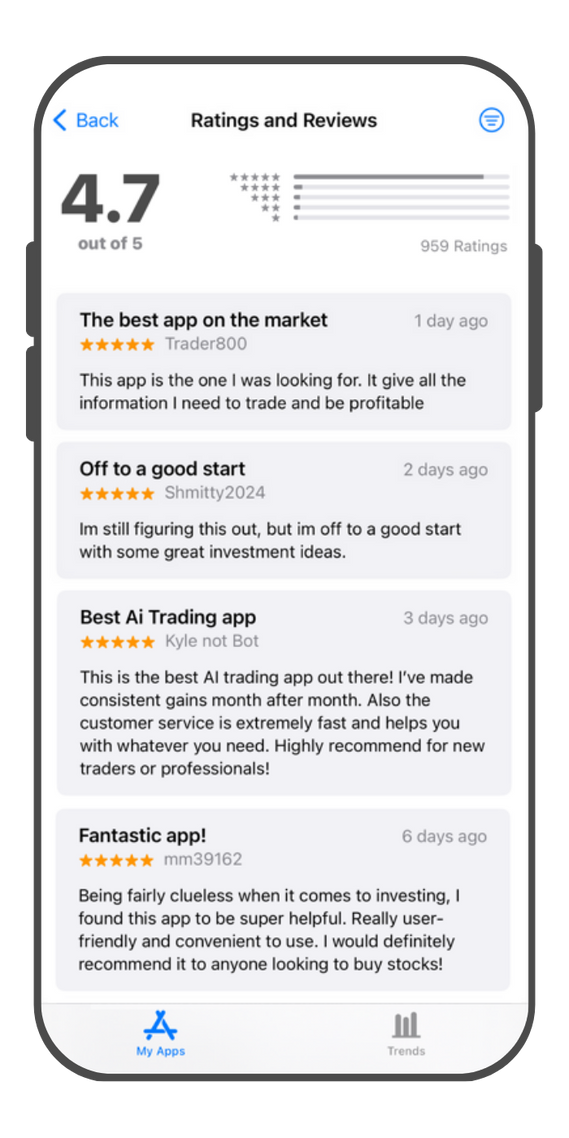 Back
Ratings and Reviews
4.7
out of 5
959 Ratings
The best app on the market
1 day ago
★★★★★ Trader800
This app is the one I was looking for. It give all the
information I need to trade and be profitable
Off to a good start
2 days ago
★★★★★ Shmitty2024
Im still figuring this out, but im off to a good start
with some great investment ideas.
Best Ai Trading app
3 days ago
★★★★★ Kyle not Bot
This is the best AI trading app out there! I've made
consistent gains month after month. Also the
customer service is extremely fast and helps you
with whatever you need. Highly recommend for new
traders or professionals!
Fantastic app!
6 days ago
★★★★★ mm39162
Being fairly clueless when it comes to investing, I
found this app to be super helpful. Really user-
friendly and convenient to use. I would definitely
recommend it to anyone looking to buy stocks!
My Apps
Trends